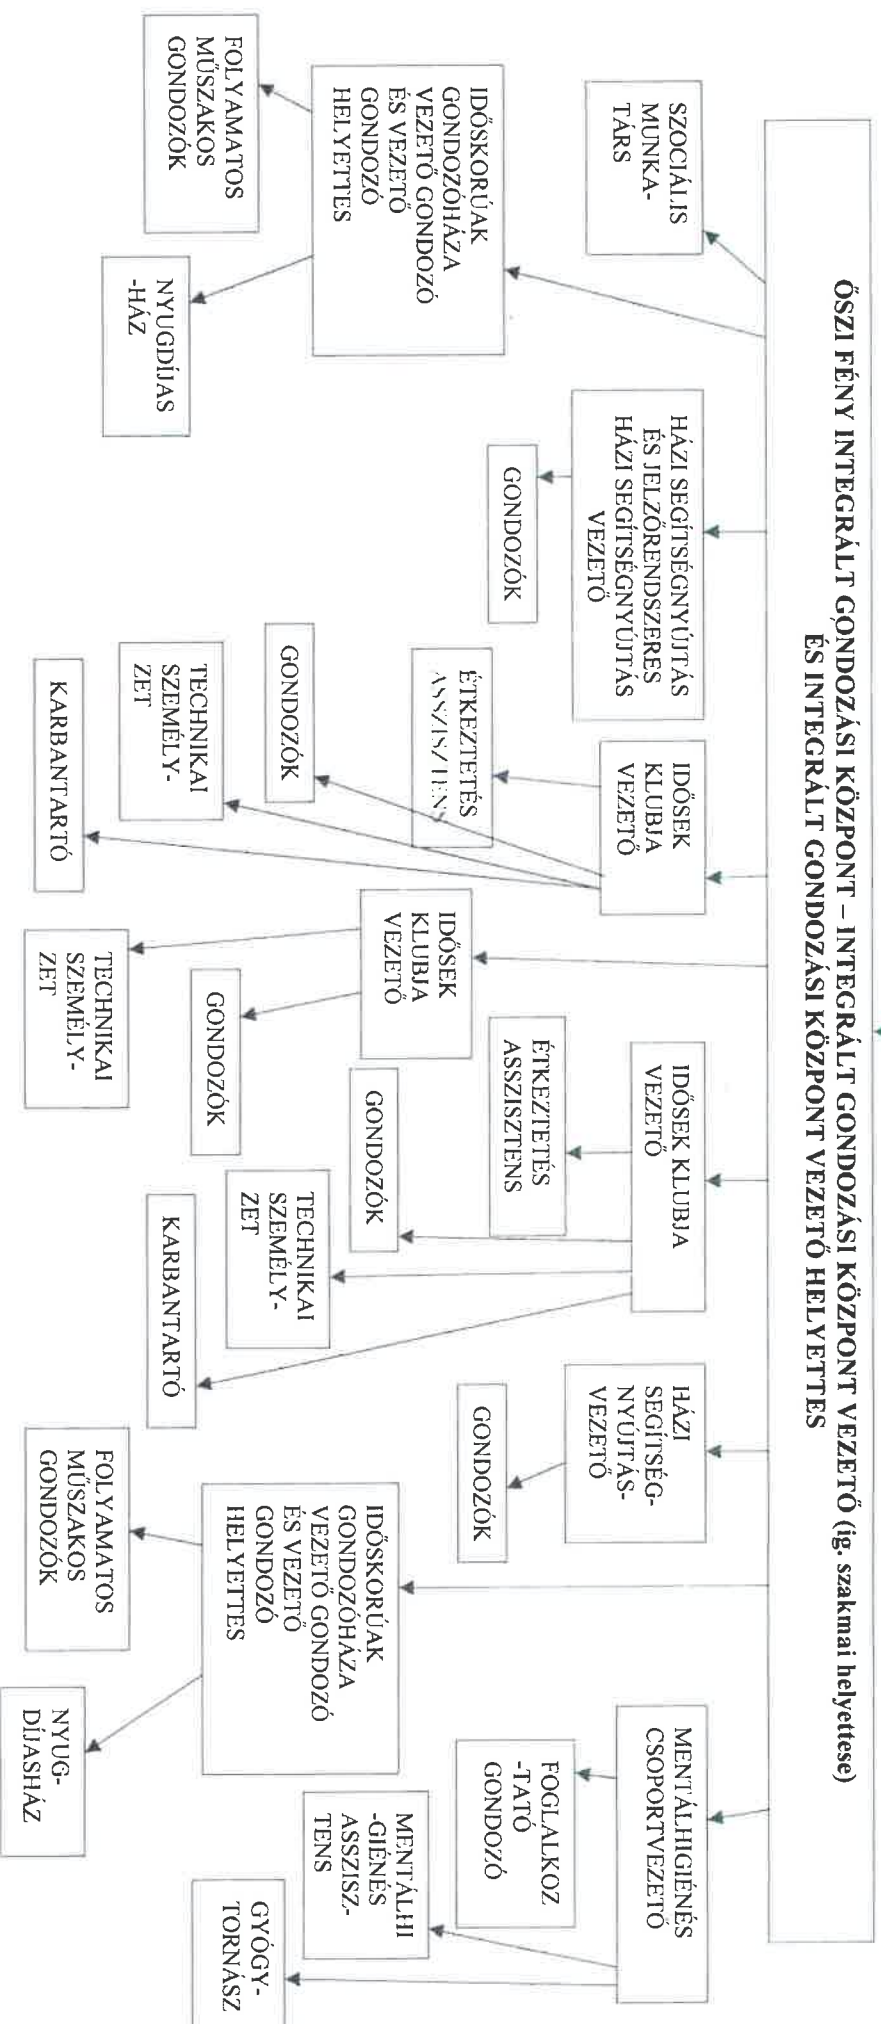 ŐSZI FÉNY INTEGRÁLT GONDOZÁSI KÖZPONT – INTEGRÁLT GONDOZÁSI KÖZPONT VEZETŐ (ig. szakmai helyettese)
ÉS INTEGRÁLT GONDOZÁSI KÖZPONT VEZETŐ HELYETTES
SZOCIÁLIS
MUNKA-
TÁRS
IDŐSKORÚAK
GONDOZÓHÁZA
VEZETŐ GONDOZÓ
ÉS VEZETŐ
GONDOZÓ
HELYETTES
FOLYAMATOS
MŰSZAKOS
GONDOZÓK
NYUGDÍJAS
-HÁZ
HÁZI SEGÍTSÉGNYÚJTÁS
ÉS JELZŐRENDSZERES
HÁZI SEGÍTSÉGNYÚJTÁS
VEZETŐ
GONDOZÓK
IDŐSEK
KLUBJA
VEZETŐ
ÉTKEZTETÉS
ASSZISZTENS
GONDOZÓK
TECHNIKAI
SZEMÉLY-
ZET
KARBANTARTÓ
IDŐSEK
KLUBJA
VEZETŐ
TECHNIKAI
SZEMÉLY-
ZET
GONDOZÓK
IDŐSEK KLUBJA
VEZETŐ
ÉTKEZTETÉS
ASSZISZTENS
GONDOZÓK
TECHNIKAI
SZEMÉLY-
ZET
KARBANTARTÓ
HÁZI
SEGÍTSÉG-
NYÚJTÁS-
VEZETŐ
GONDOZÓK
IDŐSKORÚAK
GONDOZÓHÁZA
VEZETŐ GONDOZÓ
ÉS VEZETŐ
GONDOZÓ
HELYETTES
FOLYAMATOS
MŰSZAKOS
GONDOZÓK
NYUG-
DÍJASHÁZ
MENTÁLHIGIÉNÉS
CSOPORTVEZETŐ
FOGLALKOZ
-TATÓ
GONDOZÓ
MENTÁLHI
-GIÉNÉS
ASSZISZ-
TENS
GYÓGY-
TORNÁSZ